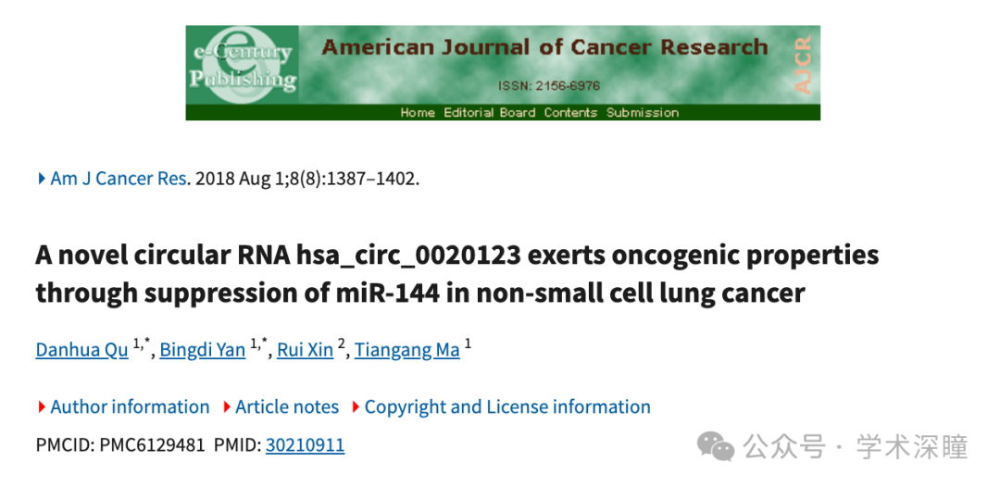 e-Century
Publishing
American Journal of Cancer Research
ISSN: 2156-6976
AJCR
Home Editorial Board Contents Submission
Am J Cancer Res. 2018 Aug 1;8(8):1387–1402.
A novel circular RNA hsa_circ_0020123 exerts oncogenic properties
through suppression of miR-144 in non-small cell lung cancer
Danhua Qu 1,*, Bingdi Yan 1,*, Rui Xin 2, Tiangang Ma 1
Author information Article notes Copyright and License information
PMCID: PMC6129481 PMID: 30210911
公众号 · 学术深瞳